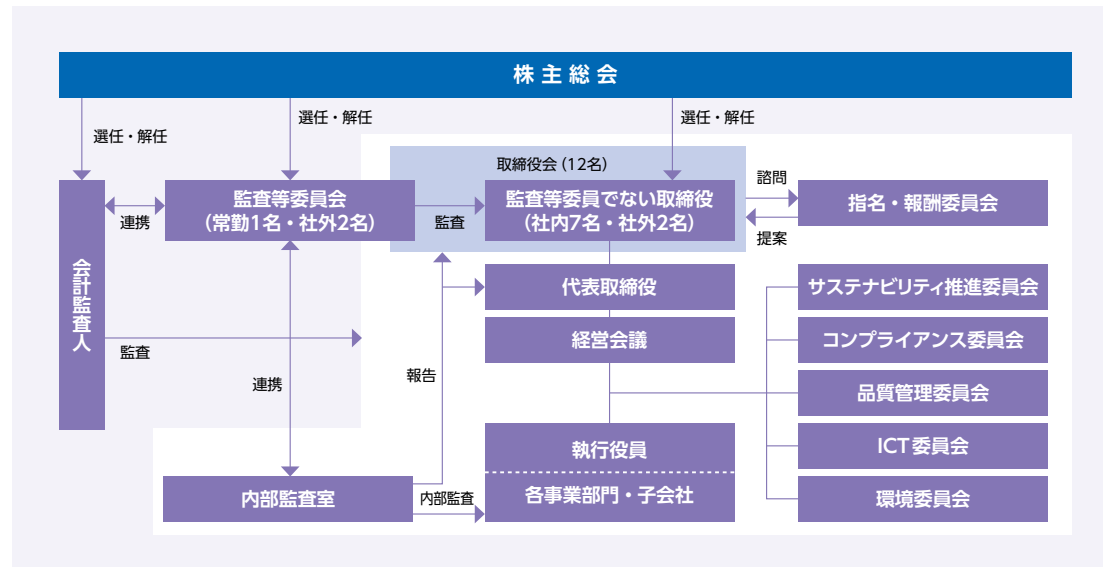 株主総会
選任・解任
選任・解任
選任・解任
取締役会（12名）
監査等委員会
（常勤1名・社外2名）
監査等委員でない取締役
（社内7名・社外2名）
諮問
指名・報酬委員会
提案
連携
監査
会計監査人
代表取締役
サステナビリティ推進委員会
経営会議
コンプライアンス委員会
監査
連携
報告
品質管理委員会
執行役員
各事業部門・子会社
ICT委員会
内部監査室
内部監査
環境委員会